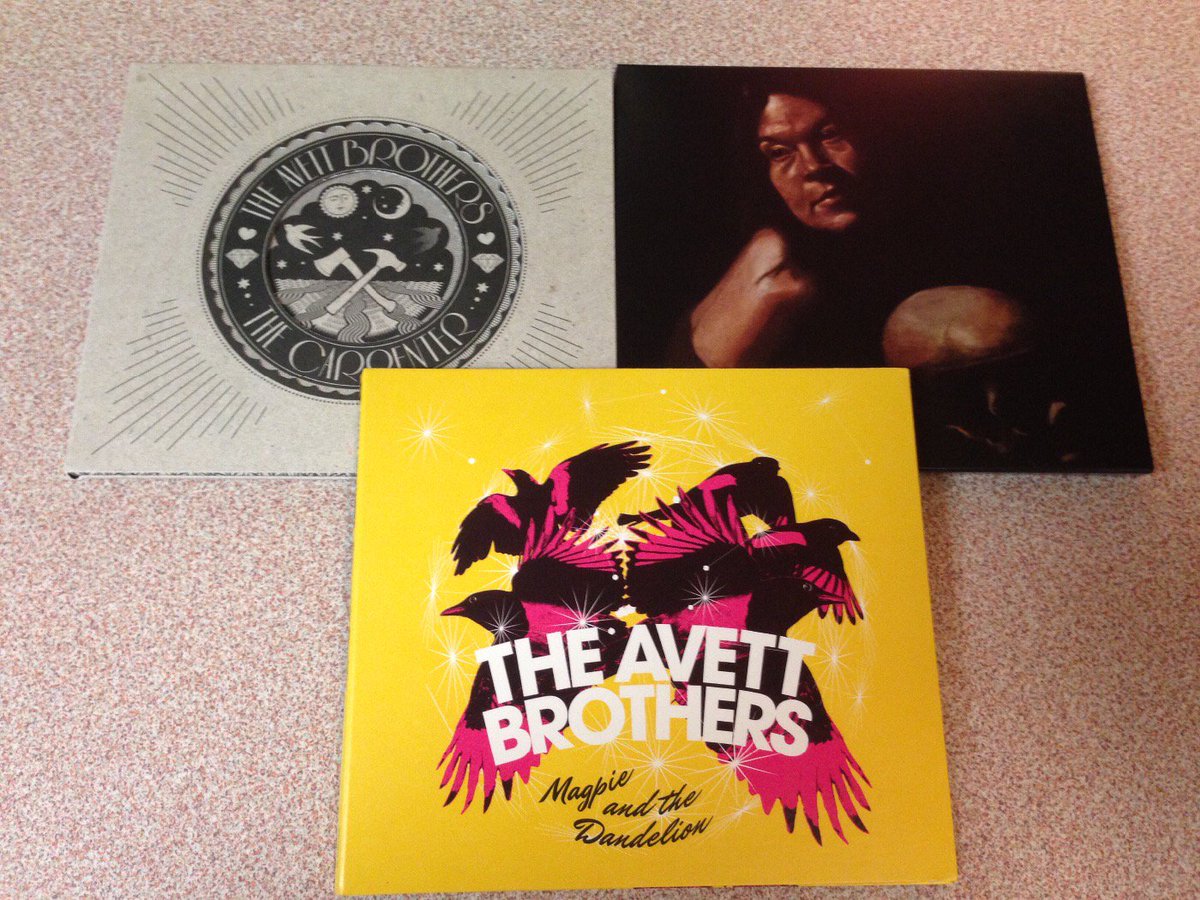 THE AVETT BROTHERS
THE CARPENTER
THE AVETT
BROTHERS
Magpie
and the
Dandelion